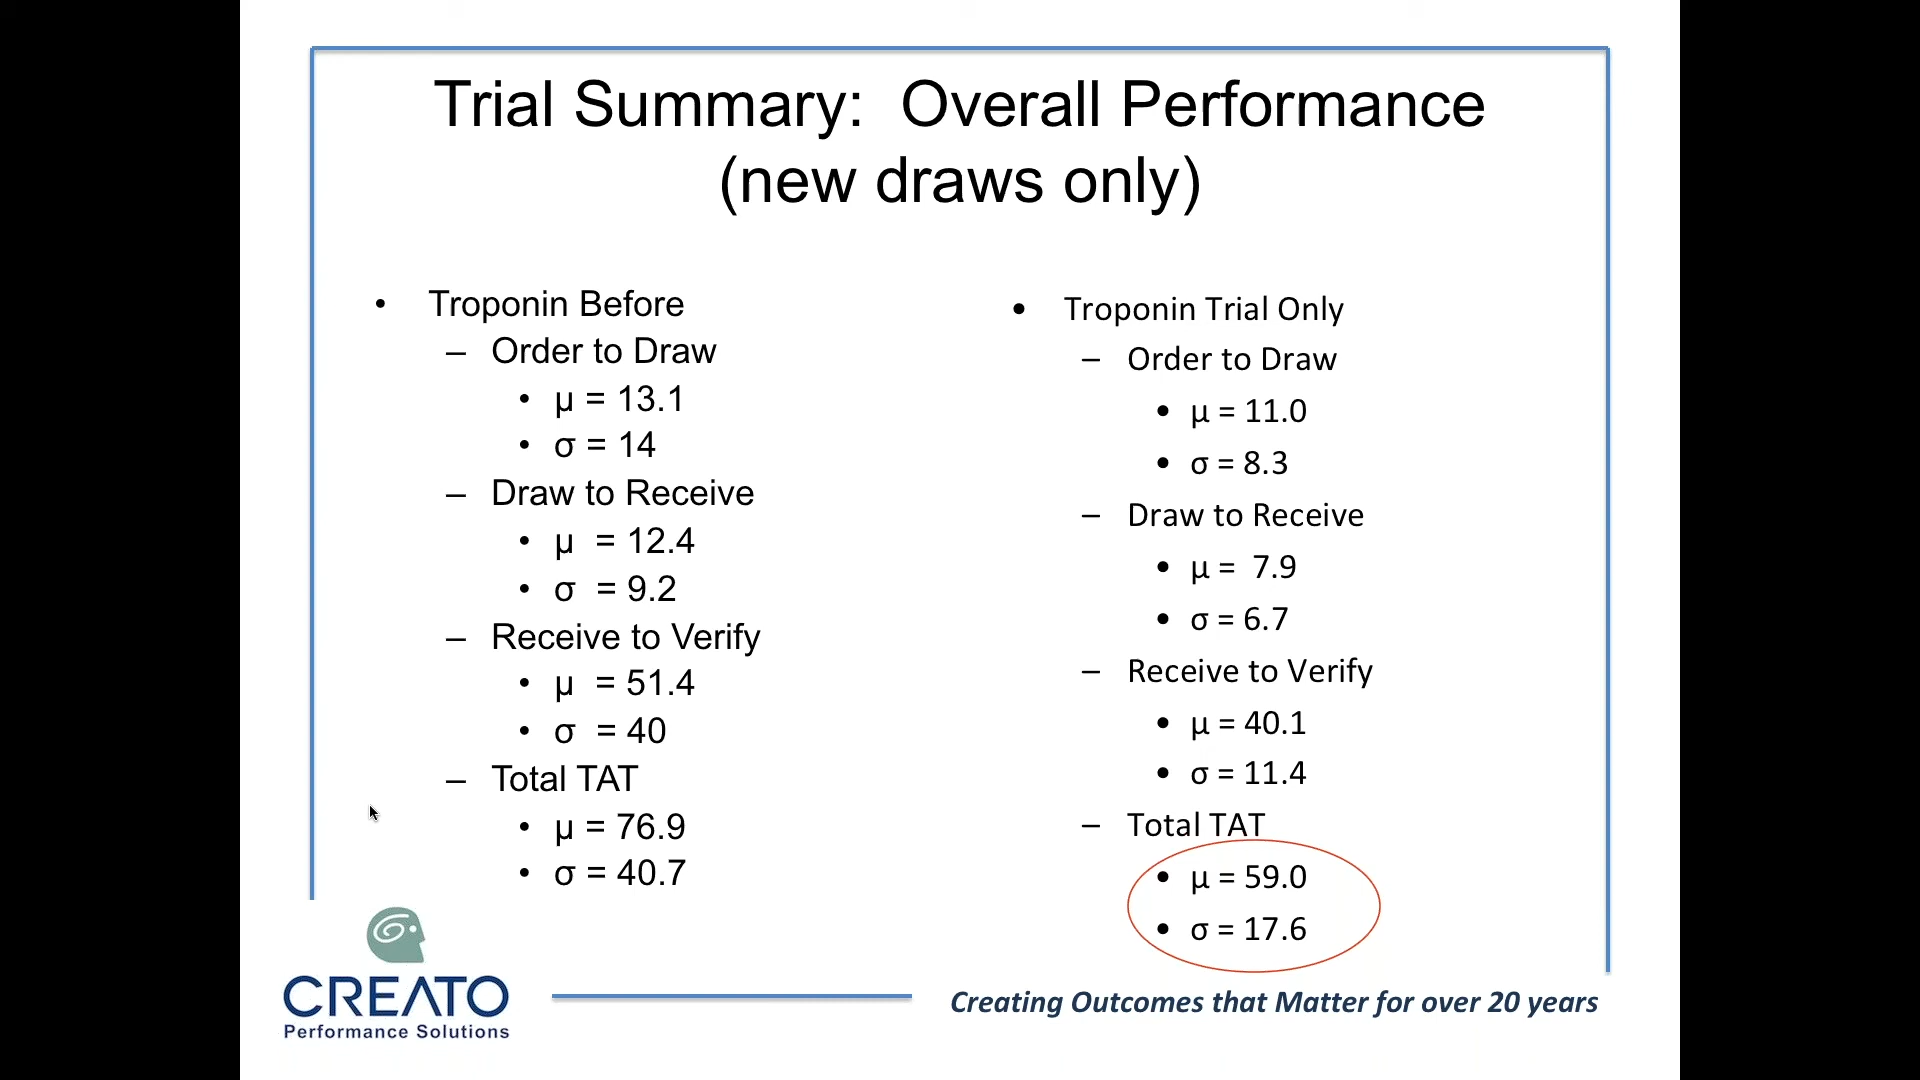 Trial Summary:  Overall Performance
(new draws only)
• Troponin Before
– Order to Draw
• μ = 13.1
• σ = 14
– Draw to Receive
• μ  = 12.4
• σ  = 9.2
– Receive to Verify
• μ  = 51.4
• σ  = 40
– Total TAT
• μ = 76.9
• σ = 40.7
• Troponin Trial Only
– Order to Draw
• μ = 11.0
• σ = 8.3
– Draw to Receive
• μ =  7.9
• σ = 6.7
– Receive to Verify
• μ = 40.1
• σ = 11.4
– Total TAT
• μ = 59.0
• σ = 17.6
CREATO
Performance Solutions
Creating Outcomes that Matter for over 20 years